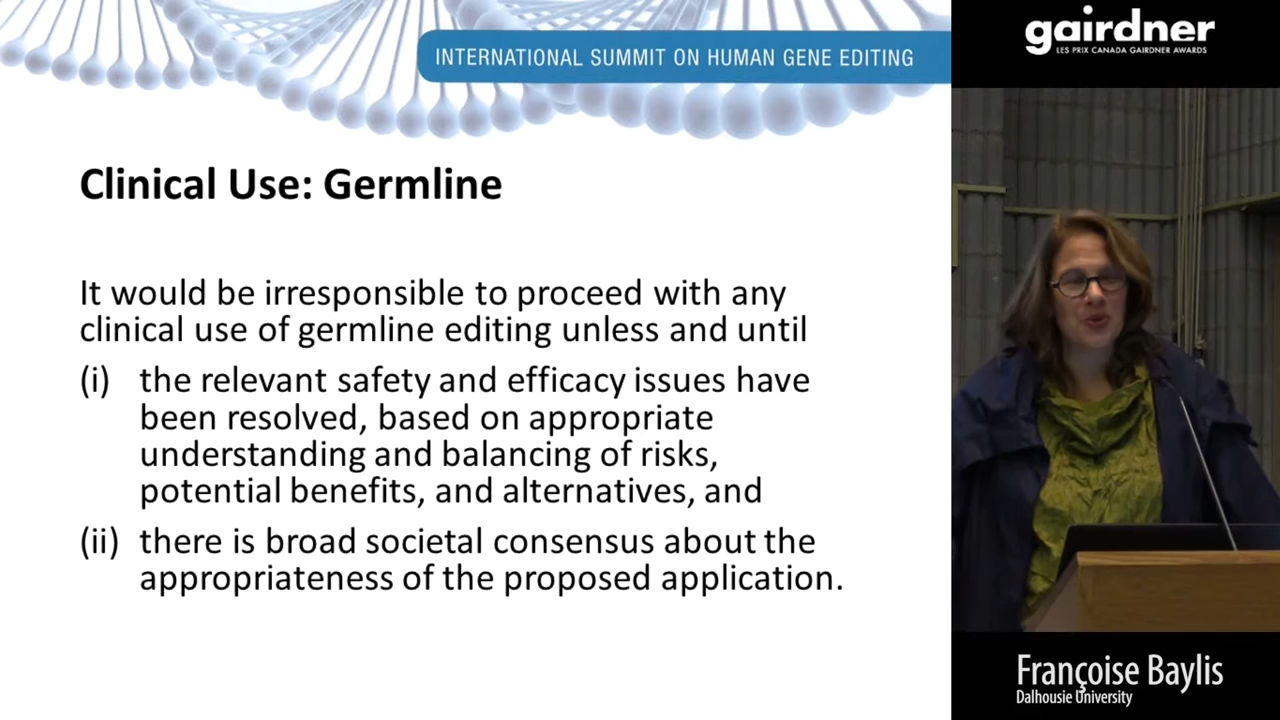 INTERNATIONAL SUMMIT ON HUMAN GENE EDITING
Clinical Use: Germline
It would be irresponsible to proceed with any
clinical use of germline editing unless and until
(i) the relevant safety and efficacy issues have
been resolved, based on appropriate
understanding and balancing of risks,
potential benefits, and alternatives, and
(ii) there is broad societal consensus about the
appropriateness of the proposed application.
gairdner
LES PRIX CANADA GAIRDNER AWARDS
Françoise Baylis
Dalhousie University